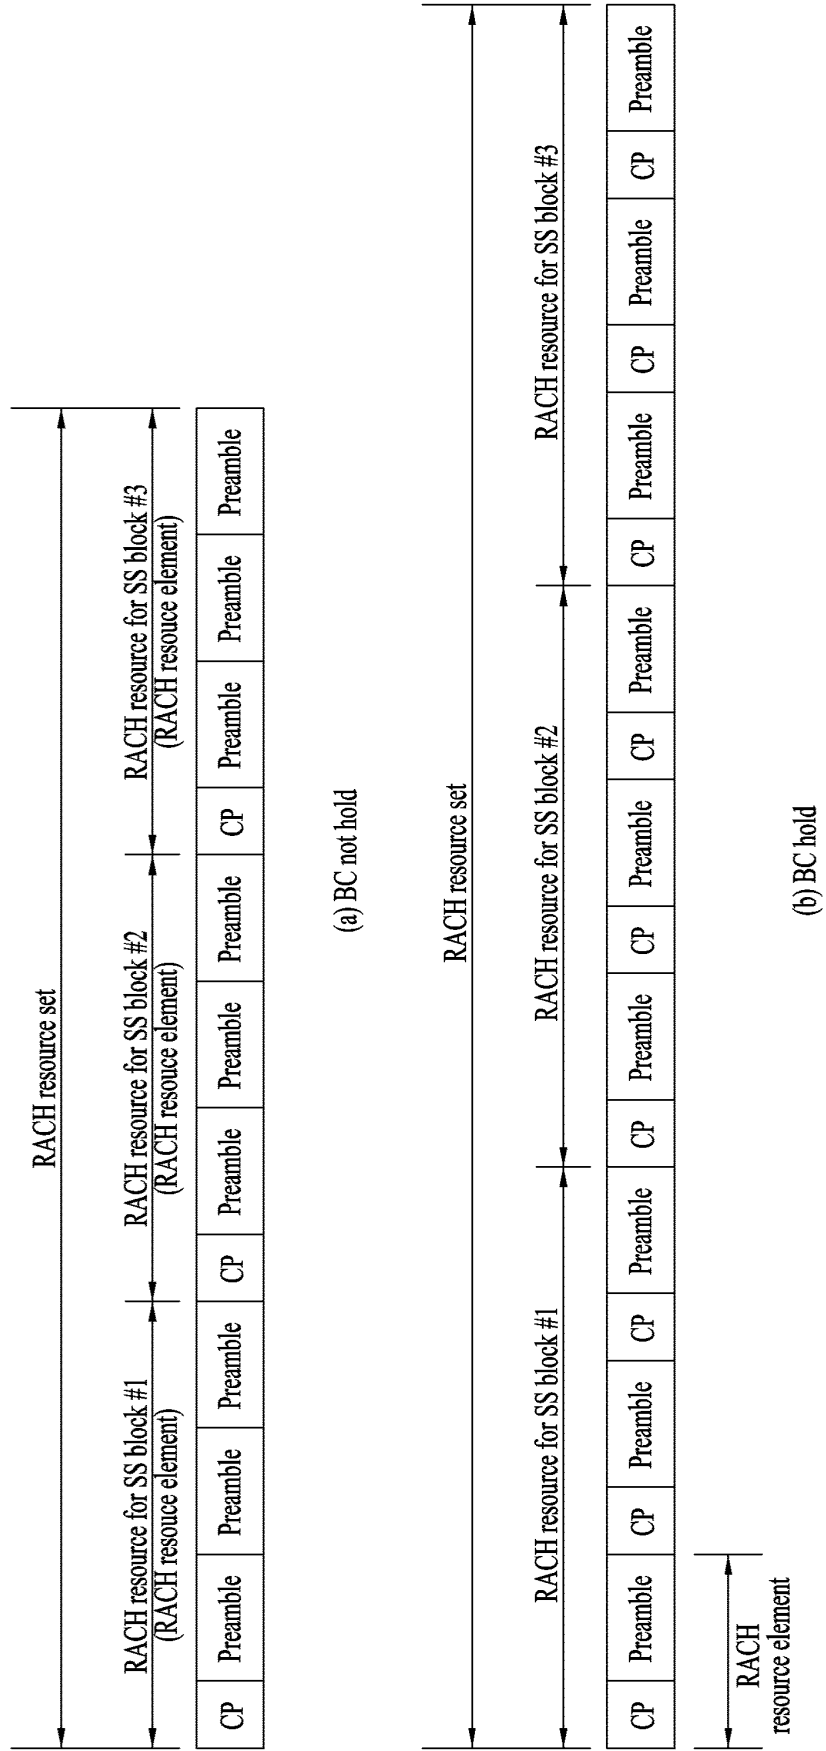 RACH resource set
RACH resource for SS block #1
(RACH resouce element)
RACH resource for SS block #2
(RACH resouce element)
RACH resource for SS block #3
(RACH resouce element)
CP Preamble Preamble Preamble CP Preamble Preamble Preamble CP Preamble Preamble Preamble
(a) BC not hold
RACH resource set
RACH resource for SS block #1
RACH resource for SS block #2
RACH resource for SS block #3
CP Preamble CP Preamble CP Preamble CP Preamble CP Preamble CP Preamble CP Preamble CP Preamble CP Preamble
RACH
resource element
(b) BC hold